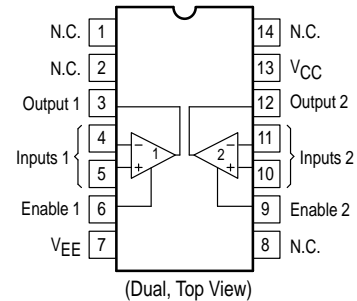 N.C. 1 14 N.C.
N.C. 2 13 VCC
Output 1 3 12 Output 2
4 – – 11
Inputs 1 1 2 Inputs 2
5 + + 10
Enable 1 6 9 Enable 2
VEE 7 8 N.C.
(Dual, Top View)